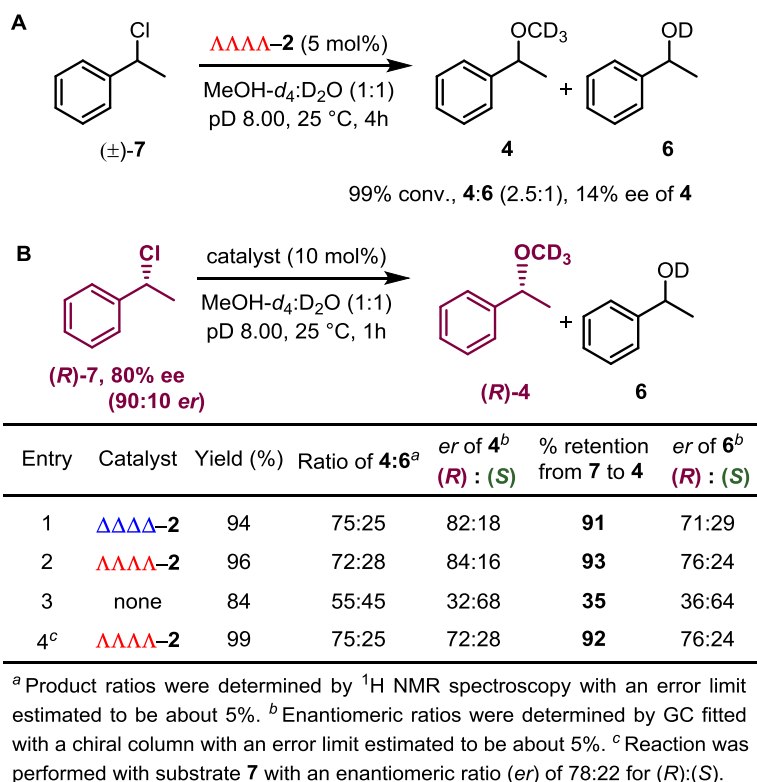 A
Cl
ΛΛΛΛ–2 (5 mol%)
MeOH-d4:D2O (1:1)
pD 8.00, 25 °C, 4h
(±)-7
OCD3
+
OD
4
6
99% conv., 4:6 (2.5:1), 14% ee of 4
B
Cl
catalyst (10 mol%)
MeOH-d4:D2O (1:1)
pD 8.00, 25 °C, 1h
(R)-7, 80% ee
(90:10 er)
OCD3
+
OD
(R)-4
6
Entry Catalyst Yield (%) Ratio of 4:6a er of 4b (R) : (S) % retention from 7 to 4 er of 6b (R) : (S)
1 ΔΔΔΔ–2 94 75:25 82:18 91 71:29
2 ΛΛΛΛ–2 96 72:28 84:16 93 76:24
3 none 84 55:45 32:68 35 36:64
4c ΛΛΛΛ–2 99 75:25 72:28 92 76:24
a Product ratios were determined by 1H NMR spectroscopy with an error limit
estimated to be about 5%. b Enantiomeric ratios were determined by GC fitted
with a chiral column with an error limit estimated to be about 5%. c Reaction was
performed with substrate 7 with an enantiomeric ratio (er) of 78:22 for (R):(S).